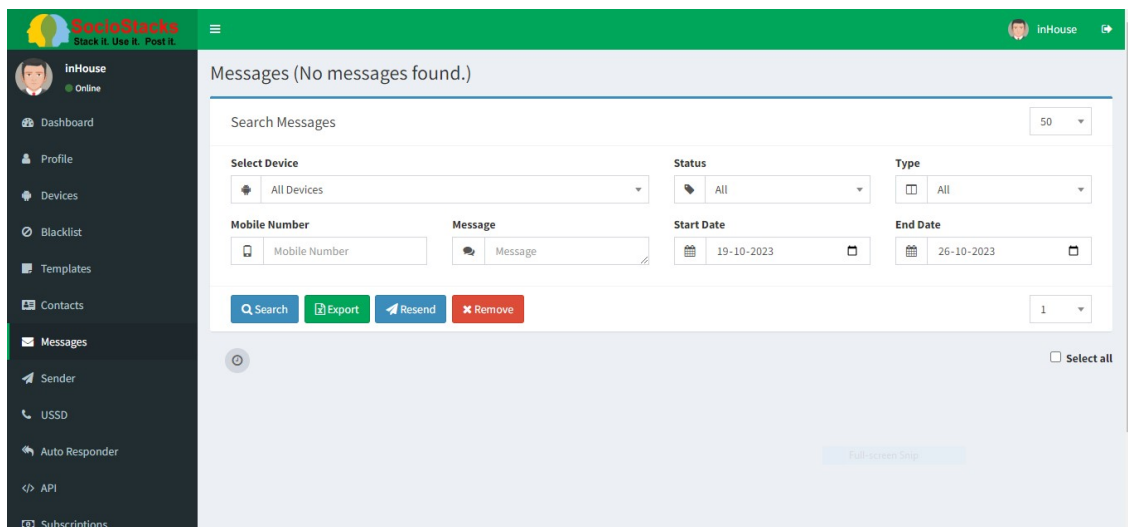 SocioStacks
Stack it. Use it. Post it.
inHouse
inHouse
Online
Dashboard
Profile
Devices
Blacklist
Templates
Contacts
Messages
Sender
USSD
Auto Responder
</> API
Subscriptions
Messages (No messages found.)
Search Messages
50
Select Device
Status
Type
All Devices
All
All
Mobile Number
Message
Start Date
End Date
Mobile Number
Message
19-10-2023
26-10-2023
Search
Export
Resend
Remove
1
Select all
Full-screen Snip